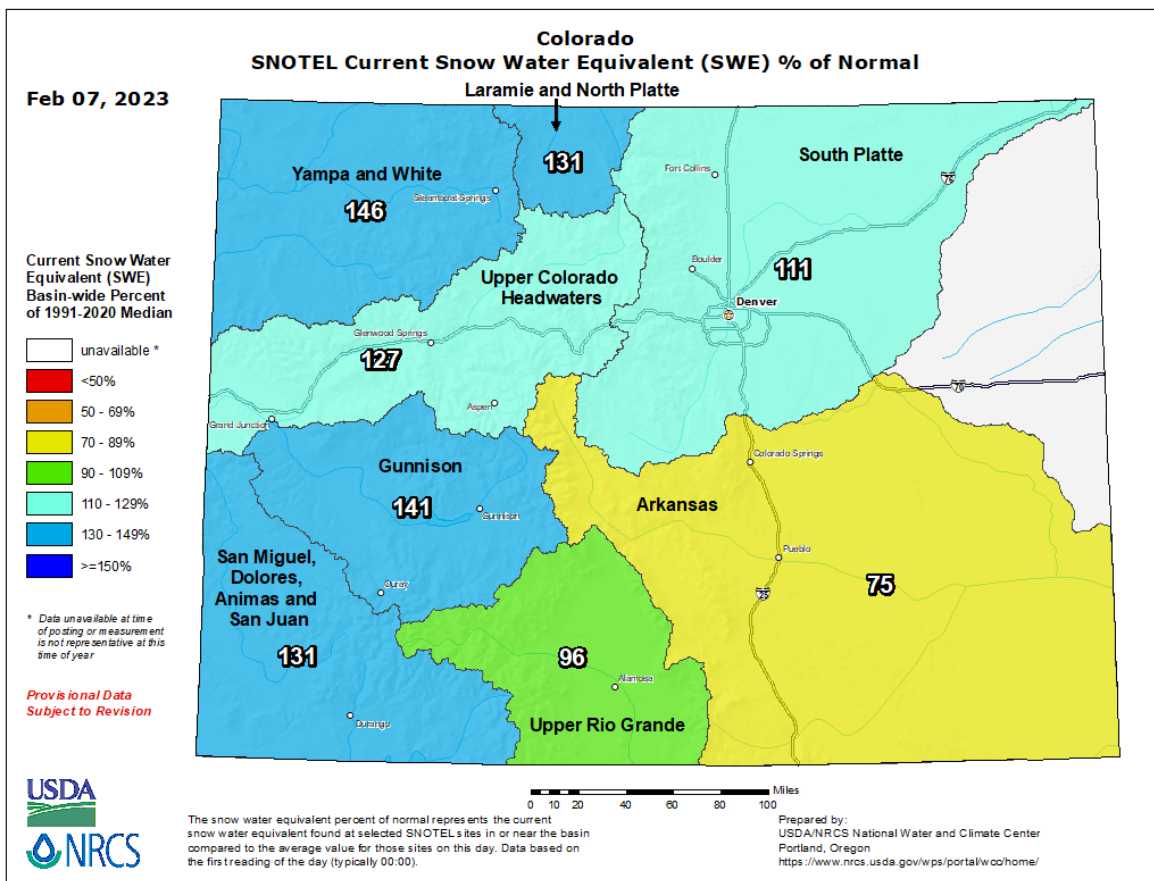 Colorado
SNOTEL Current Snow Water Equivalent (SWE) % of Normal
Feb 07, 2023
Laramie and North Platte
131
South Platte
Fort Collins
76
Yampa and White
Steamboat Springs
146
Current Snow Water
Equivalent (SWE)
Basin-wide Percent
of 1991-2020 Median
unavailable *
<50%
50 - 69%
70 - 89%
90 - 109%
110 - 129%
130 - 149%
>=150%
* Data unavailable at time
of posting or measurement
is not representative at this
time of year
Provisional Data
Subject to Revision
Upper Colorado
Headwaters
Boulder
111
Denver
Glenwood Springs
127
70
Aspen
Grand Junction
Gunnison
141
Gunnison
Colorado Springs
Arkansas
Pueblo
75
25
San Miguel,
Dolores,
Animas and
San Juan
131
Ouray
Durango
96
Alamosa
Upper Rio Grande
Miles
0 10 20 40 60 80 100
USDA
NRCS
The snow water equivalent percent of normal represents the current
snow water equivalent found at selected SNOTEL sites in or near the basin
compared to the average value for those sites on this day. Data based on
the first reading of the day (typically 00:00).
Prepared by:
USDA/NRCS National Water and Climate Center
Portland, Oregon
https://www.nrcs.usda.gov/wps/portal/wcc/home/